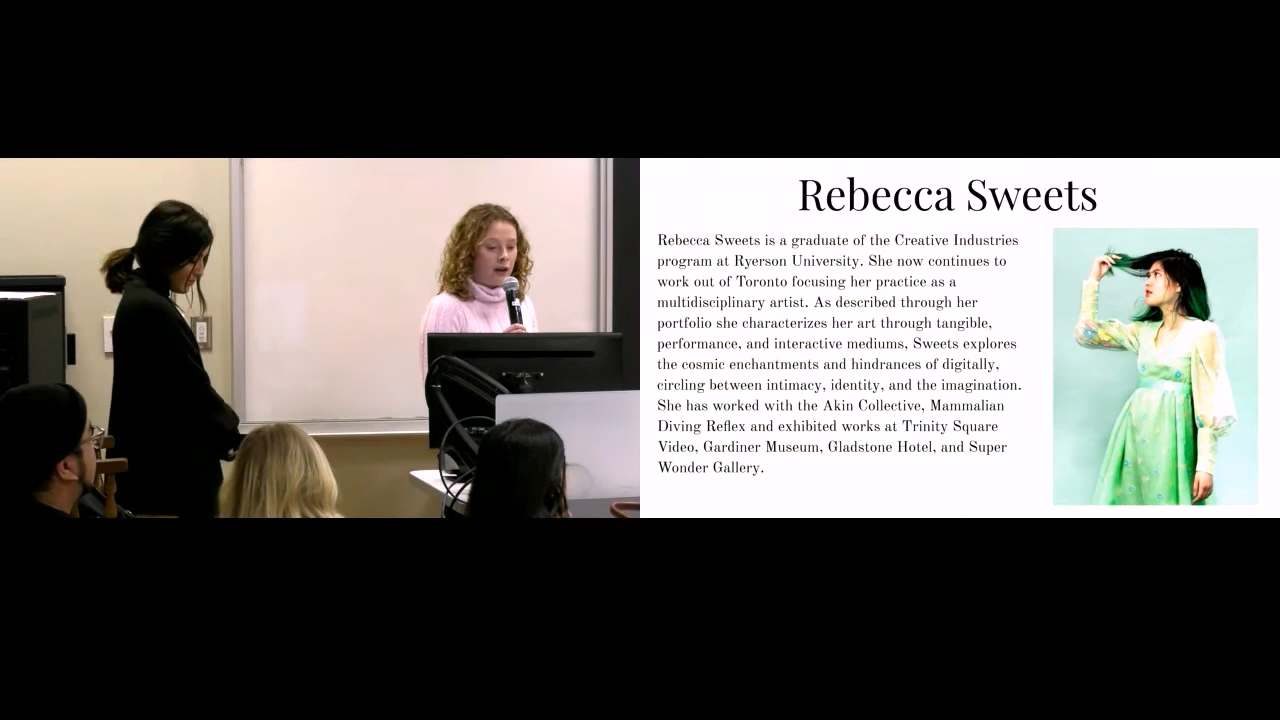 Rebecca Sweets
Rebecca Sweets is a graduate of the Creative Industries
program at Ryerson University. She now continues to
work out of Toronto focusing her practice as a
multidisciplinary artist. As described through her
portfolio she characterizes her art through tangible,
performance, and interactive mediums, Sweets explores
the cosmic enchantments and hindrances of digitally,
circling between intimacy, identity, and the imagination.
She has worked with the Akin Collective, Mammalian
Diving Reflex and exhibited works at Trinity Square
Video, Gardiner Museum, Gladstone Hotel, and Super
Wonder Gallery.